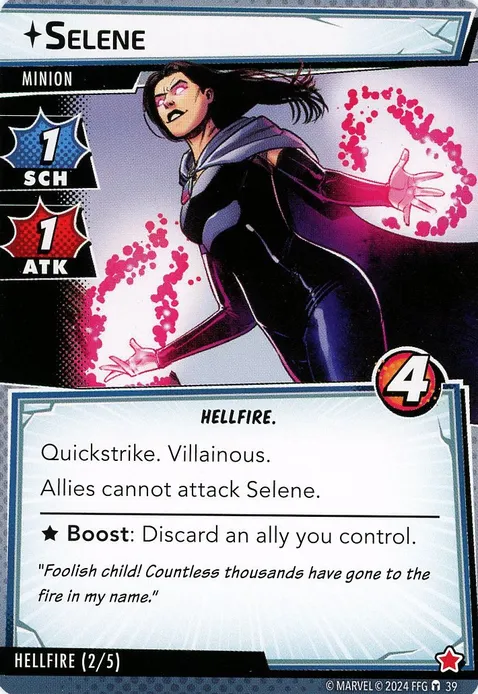 SELENE
MINION
1
SCH
1
ATK
4
HELLFIRE.
Quickstrike. Villainous.
Allies cannot attack Selene.
★ Boost: Discard an ally you control.
"Foolish child! Countless thousands have gone to the
fire in my name."
HELLFIRE (2/5)
© MARVEL © 2024 FFG 39